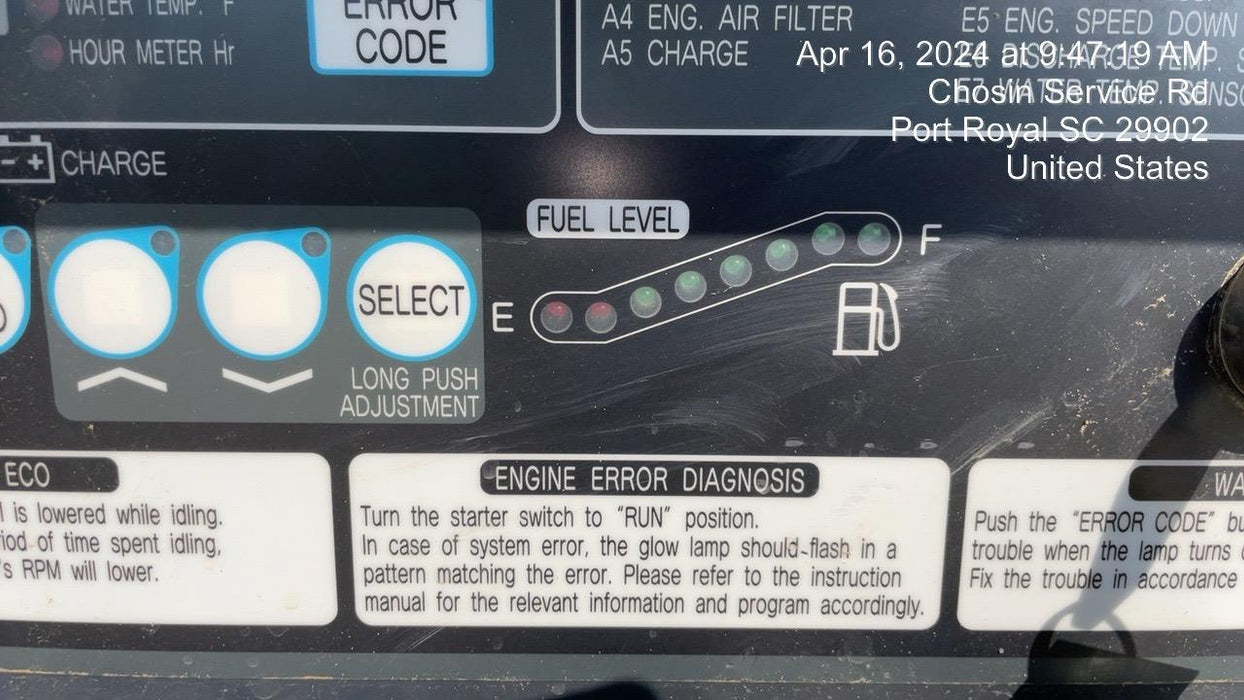 WATER TEMP. °F
HOUR METER Hr
ERROR
CODE
A4 ENG. AIR FILTER
A5 CHARGE
E5 ENG. SPEED DOWN
Apr 16, 2024 at 9:47:19 AM
Chosin Service Rd
Port Royal SC 29902
United States
- + CHARGE
FUEL LEVEL
E
F
SELECT
LONG PUSH
ADJUSTMENT
ECO
is lowered while idling.
iod of time spent idling,
's RPM will lower.
ENGINE ERROR DIAGNOSIS
Turn the starter switch to "RUN" position.
In case of system error, the glow lamp should flash in a
pattern matching the error. Please refer to the instruction
manual for the relevant information and program accordingly.
WA
Push the "ERROR CODE" bu
trouble when the lamp turns
Fix the trouble in accordance